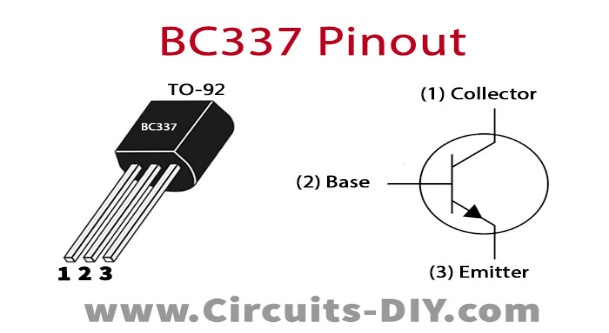 BC337 Pinout
TO-92
BC337
1 2 3
(1) Collector
(2) Base
(3) Emitter
www.Circuits-DIY.com